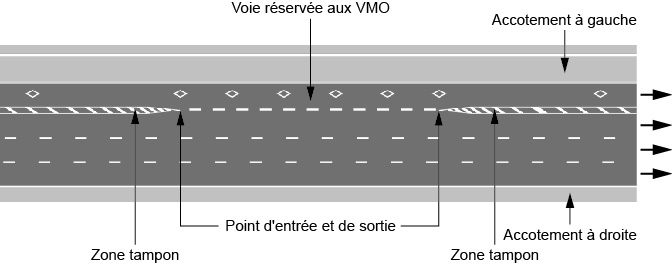 Voie réservée aux VMO
Accotement à gauche
Point d'entrée et de sortie
Accotement à droite
Zone tampon
Zone tampon